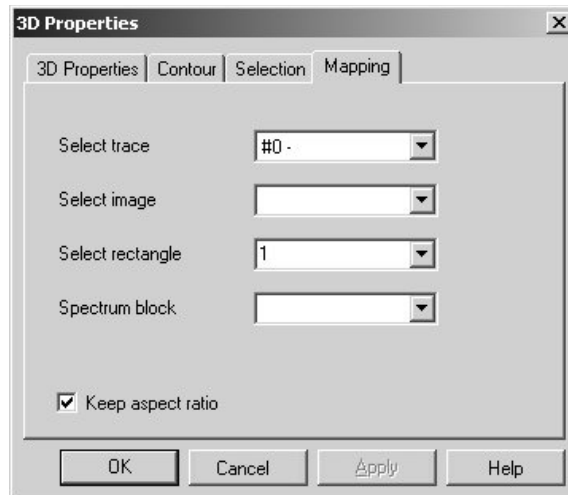 3D Properties
3D Properties Contour Selection Mapping
Select trace #0 -
Select image
Select rectangle 1
Spectrum block
Keep aspect ratio
OK Cancel Apply Help